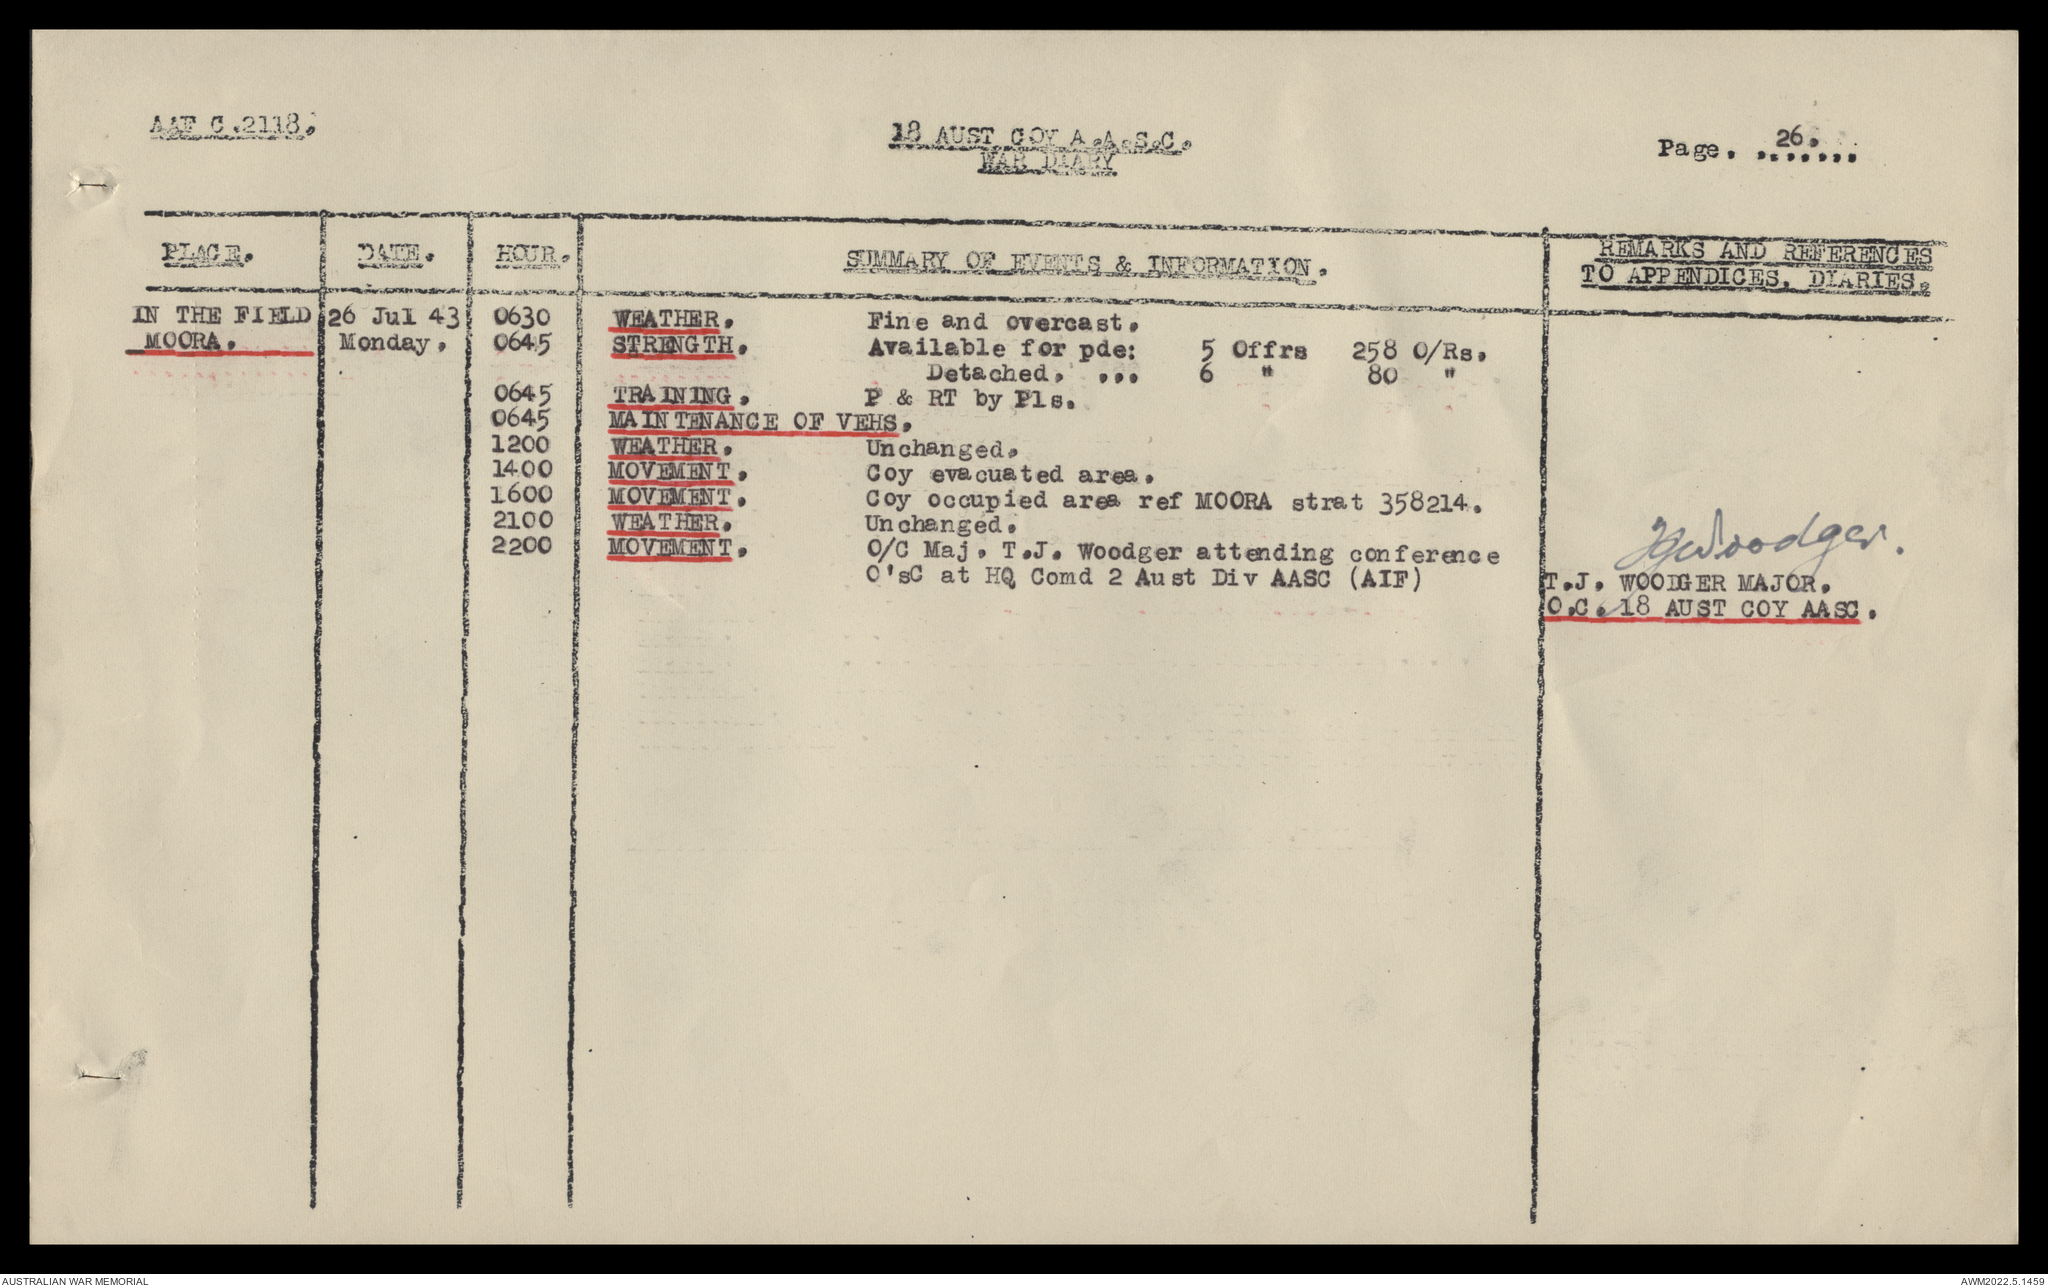 AAF C.2118.
18 AUST COY A.A.S.C.
WAR DIARY
Page. 26. .......
PLACE. DATE. HOUR. SUMMARY OF EVENTS & INFORMATION. REMARKS AND REFERENCES
TO APPENDICES, DIARIES.
IN THE FIELD 26 Jul 43 0630 WEATHER. Fine and overcast.
MOORA. Monday. 0645 STRENGTH. Available for pde: 5 Offrs 258 O/Rs.
Detached. ... 6 " 80 "
0645 TRAINING. P & RT by Pls.
0645 MAINTENANCE OF VEHS.
1200 WEATHER. Unchanged.
1400 MOVEMENT. Coy evacuated area.
1600 MOVEMENT. Coy occupied area ref MOORA strat 358214.
2100 WEATHER. Unchanged.
2200 MOVEMENT. O/C Maj. T.J. Woodger attending conference
O'sC at HQ Comd 2 Aust Div AASC (AIF)
TJWoodger.
T.J. WOODGER MAJOR.
O.C. 18 AUST COY AASC.
AUSTRALIAN WAR MEMORIAL
AWM2022.5.1459